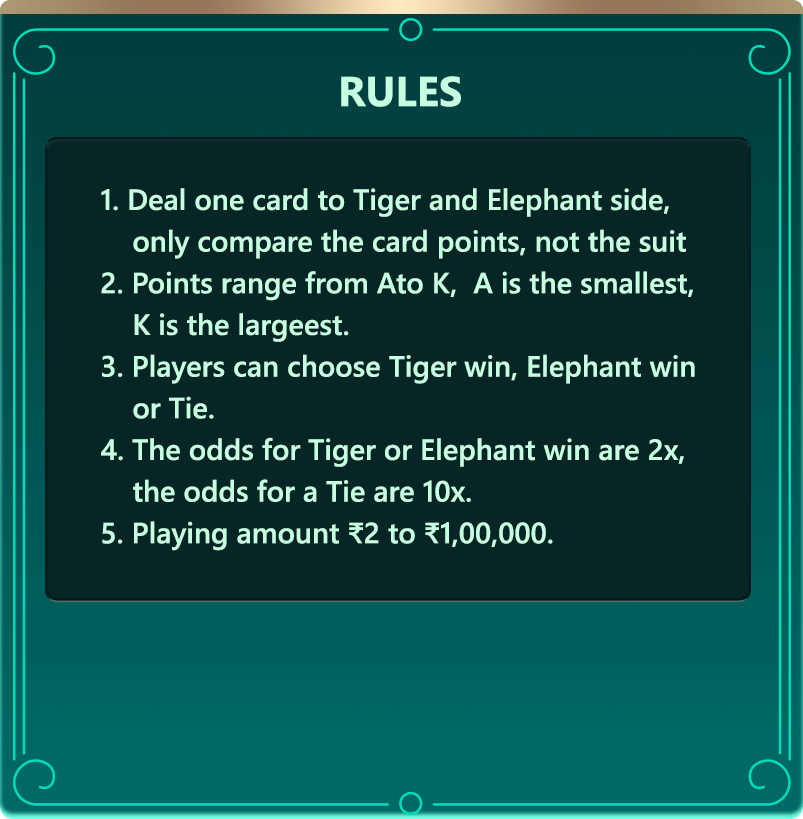 RULES
1. Deal one card to Tiger and Elephant side,
only compare the card points, not the suit
2. Points range from Ato K,  A is the smallest,
K is the largeest.
3. Players can choose Tiger win, Elephant win
or Tie.
4. The odds for Tiger or Elephant win are 2x,
the odds for a Tie are 10x.
5. Playing amount ₹2 to ₹1,00,000.